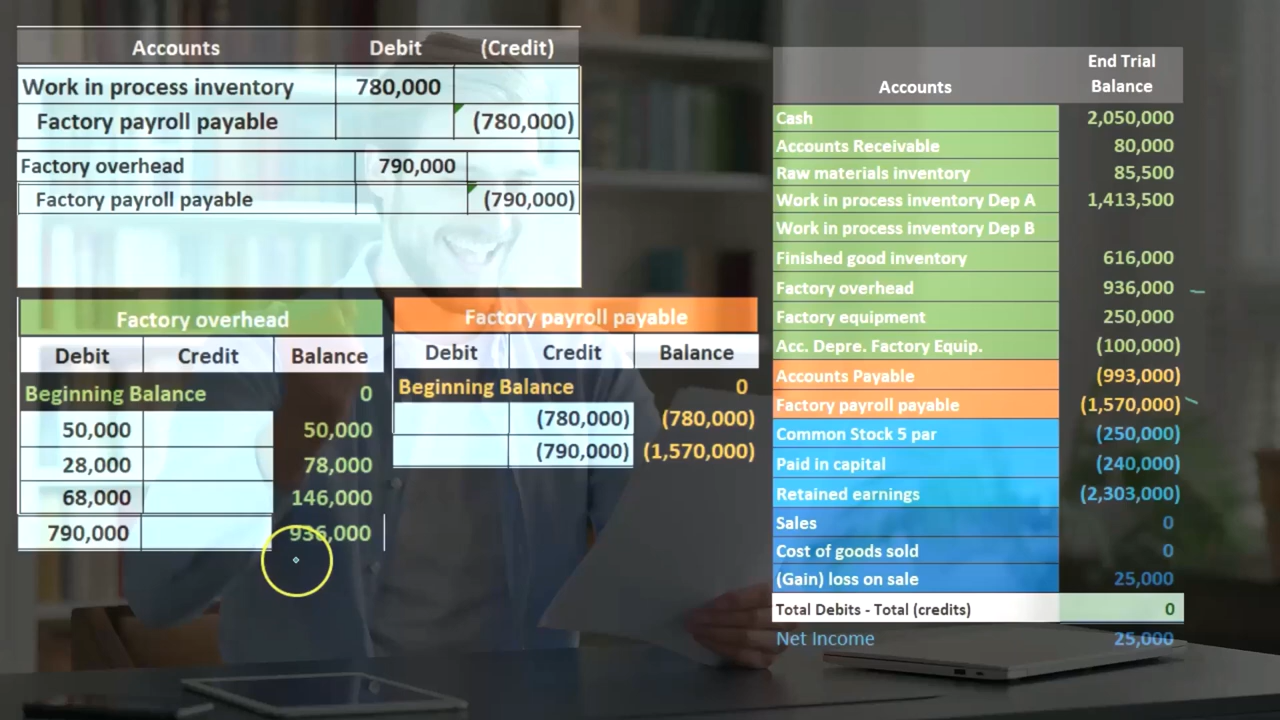 Accounts Debit (Credit)
Work in process inventory 780,000
Factory payroll payable (780,000)
Factory overhead 790,000
Factory payroll payable (790,000)
Factory overhead
Debit Credit Balance
Beginning Balance 0
50,000 50,000
28,000 78,000
68,000 146,000
790,000 936,000
Factory payroll payable
Debit Credit Balance
Beginning Balance 0
(780,000) (780,000)
(790,000) (1,570,000)
End Trial
Accounts Balance
Cash 2,050,000
Accounts Receivable 80,000
Raw materials inventory 85,500
Work in process inventory Dep A 1,413,500
Work in process inventory Dep B
Finished good inventory 616,000
Factory overhead 936,000
Factory equipment 250,000
Acc. Depre. Factory Equip. (100,000)
Accounts Payable (993,000)
Factory payroll payable (1,570,000)
Common Stock 5 par (250,000)
Paid in capital (240,000)
Retained earnings (2,303,000)
Sales 0
Cost of goods sold 0
(Gain) loss on sale 25,000
Total Debits - Total (credits) 0
Net Income 25,000